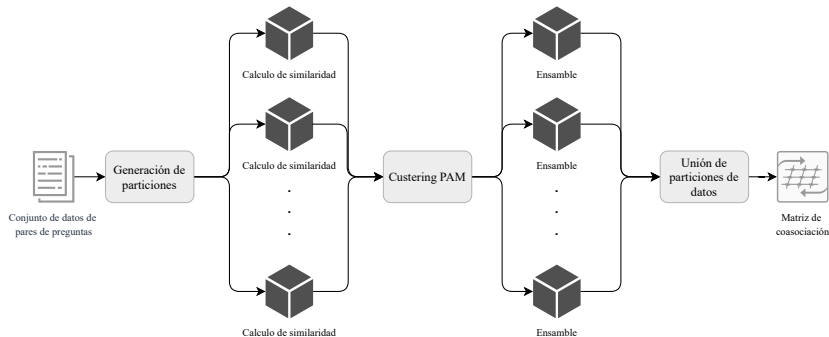 Calculo de similaridad
Ensamble
Calculo de similaridad
Ensamble
Generación de
particiones
Custering PAM
Unión de
particiones de
datos
Conjunto de datos de
pares de preguntas
Matriz de
coasociación
Calculo de similaridad
Ensamble